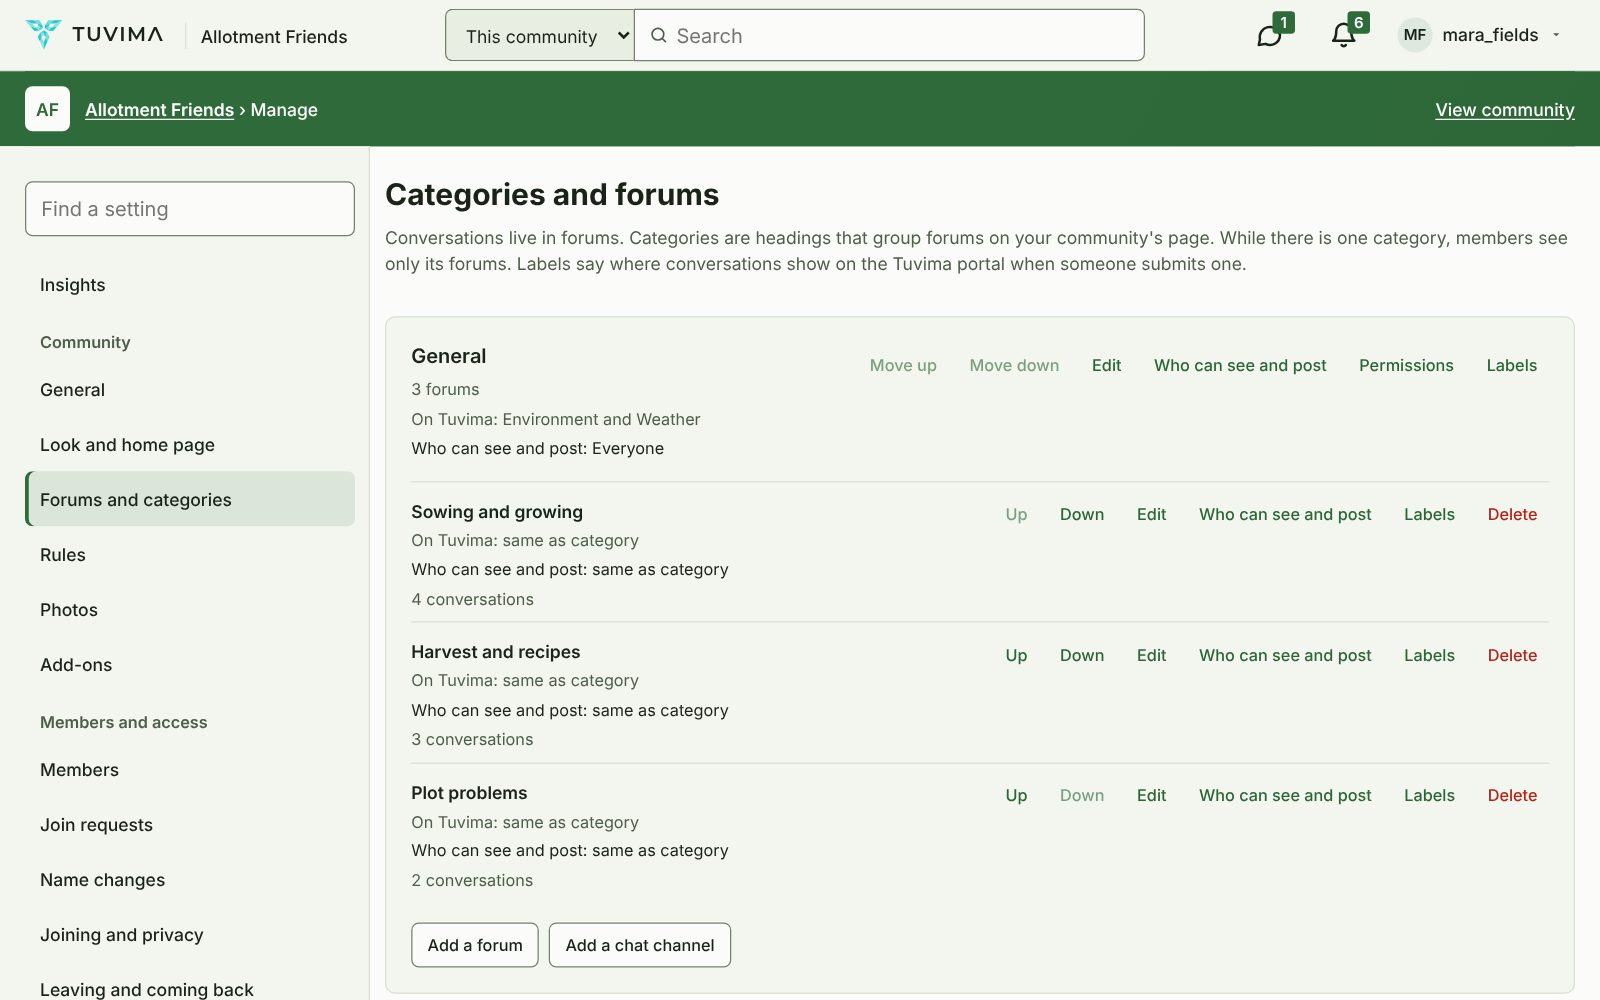 TUVIMA
Allotment Friends
This community
Search
1
6
MF
mara_fields
AF
Allotment Friends › Manage
View community
Find a setting
Insights
Community
General
Look and home page
Forums and categories
Rules
Photos
Add-ons
Members and access
Members
Join requests
Name changes
Joining and privacy
Leaving and coming back
Categories and forums
Conversations live in forums. Categories are headings that group forums on your community's page. While there is one category, members see
only its forums. Labels say where conversations show on the Tuvima portal when someone submits one.
General
Move up
Move down
Edit
Who can see and post
Permissions
Labels
3 forums
On Tuvima: Environment and Weather
Who can see and post: Everyone
Sowing and growing
Up
Down
Edit
Who can see and post
Labels
Delete
On Tuvima: same as category
Who can see and post: same as category
4 conversations
Harvest and recipes
Up
Down
Edit
Who can see and post
Labels
Delete
On Tuvima: same as category
Who can see and post: same as category
3 conversations
Plot problems
Up
Down
Edit
Who can see and post
Labels
Delete
On Tuvima: same as category
Who can see and post: same as category
2 conversations
Add a forum
Add a chat channel